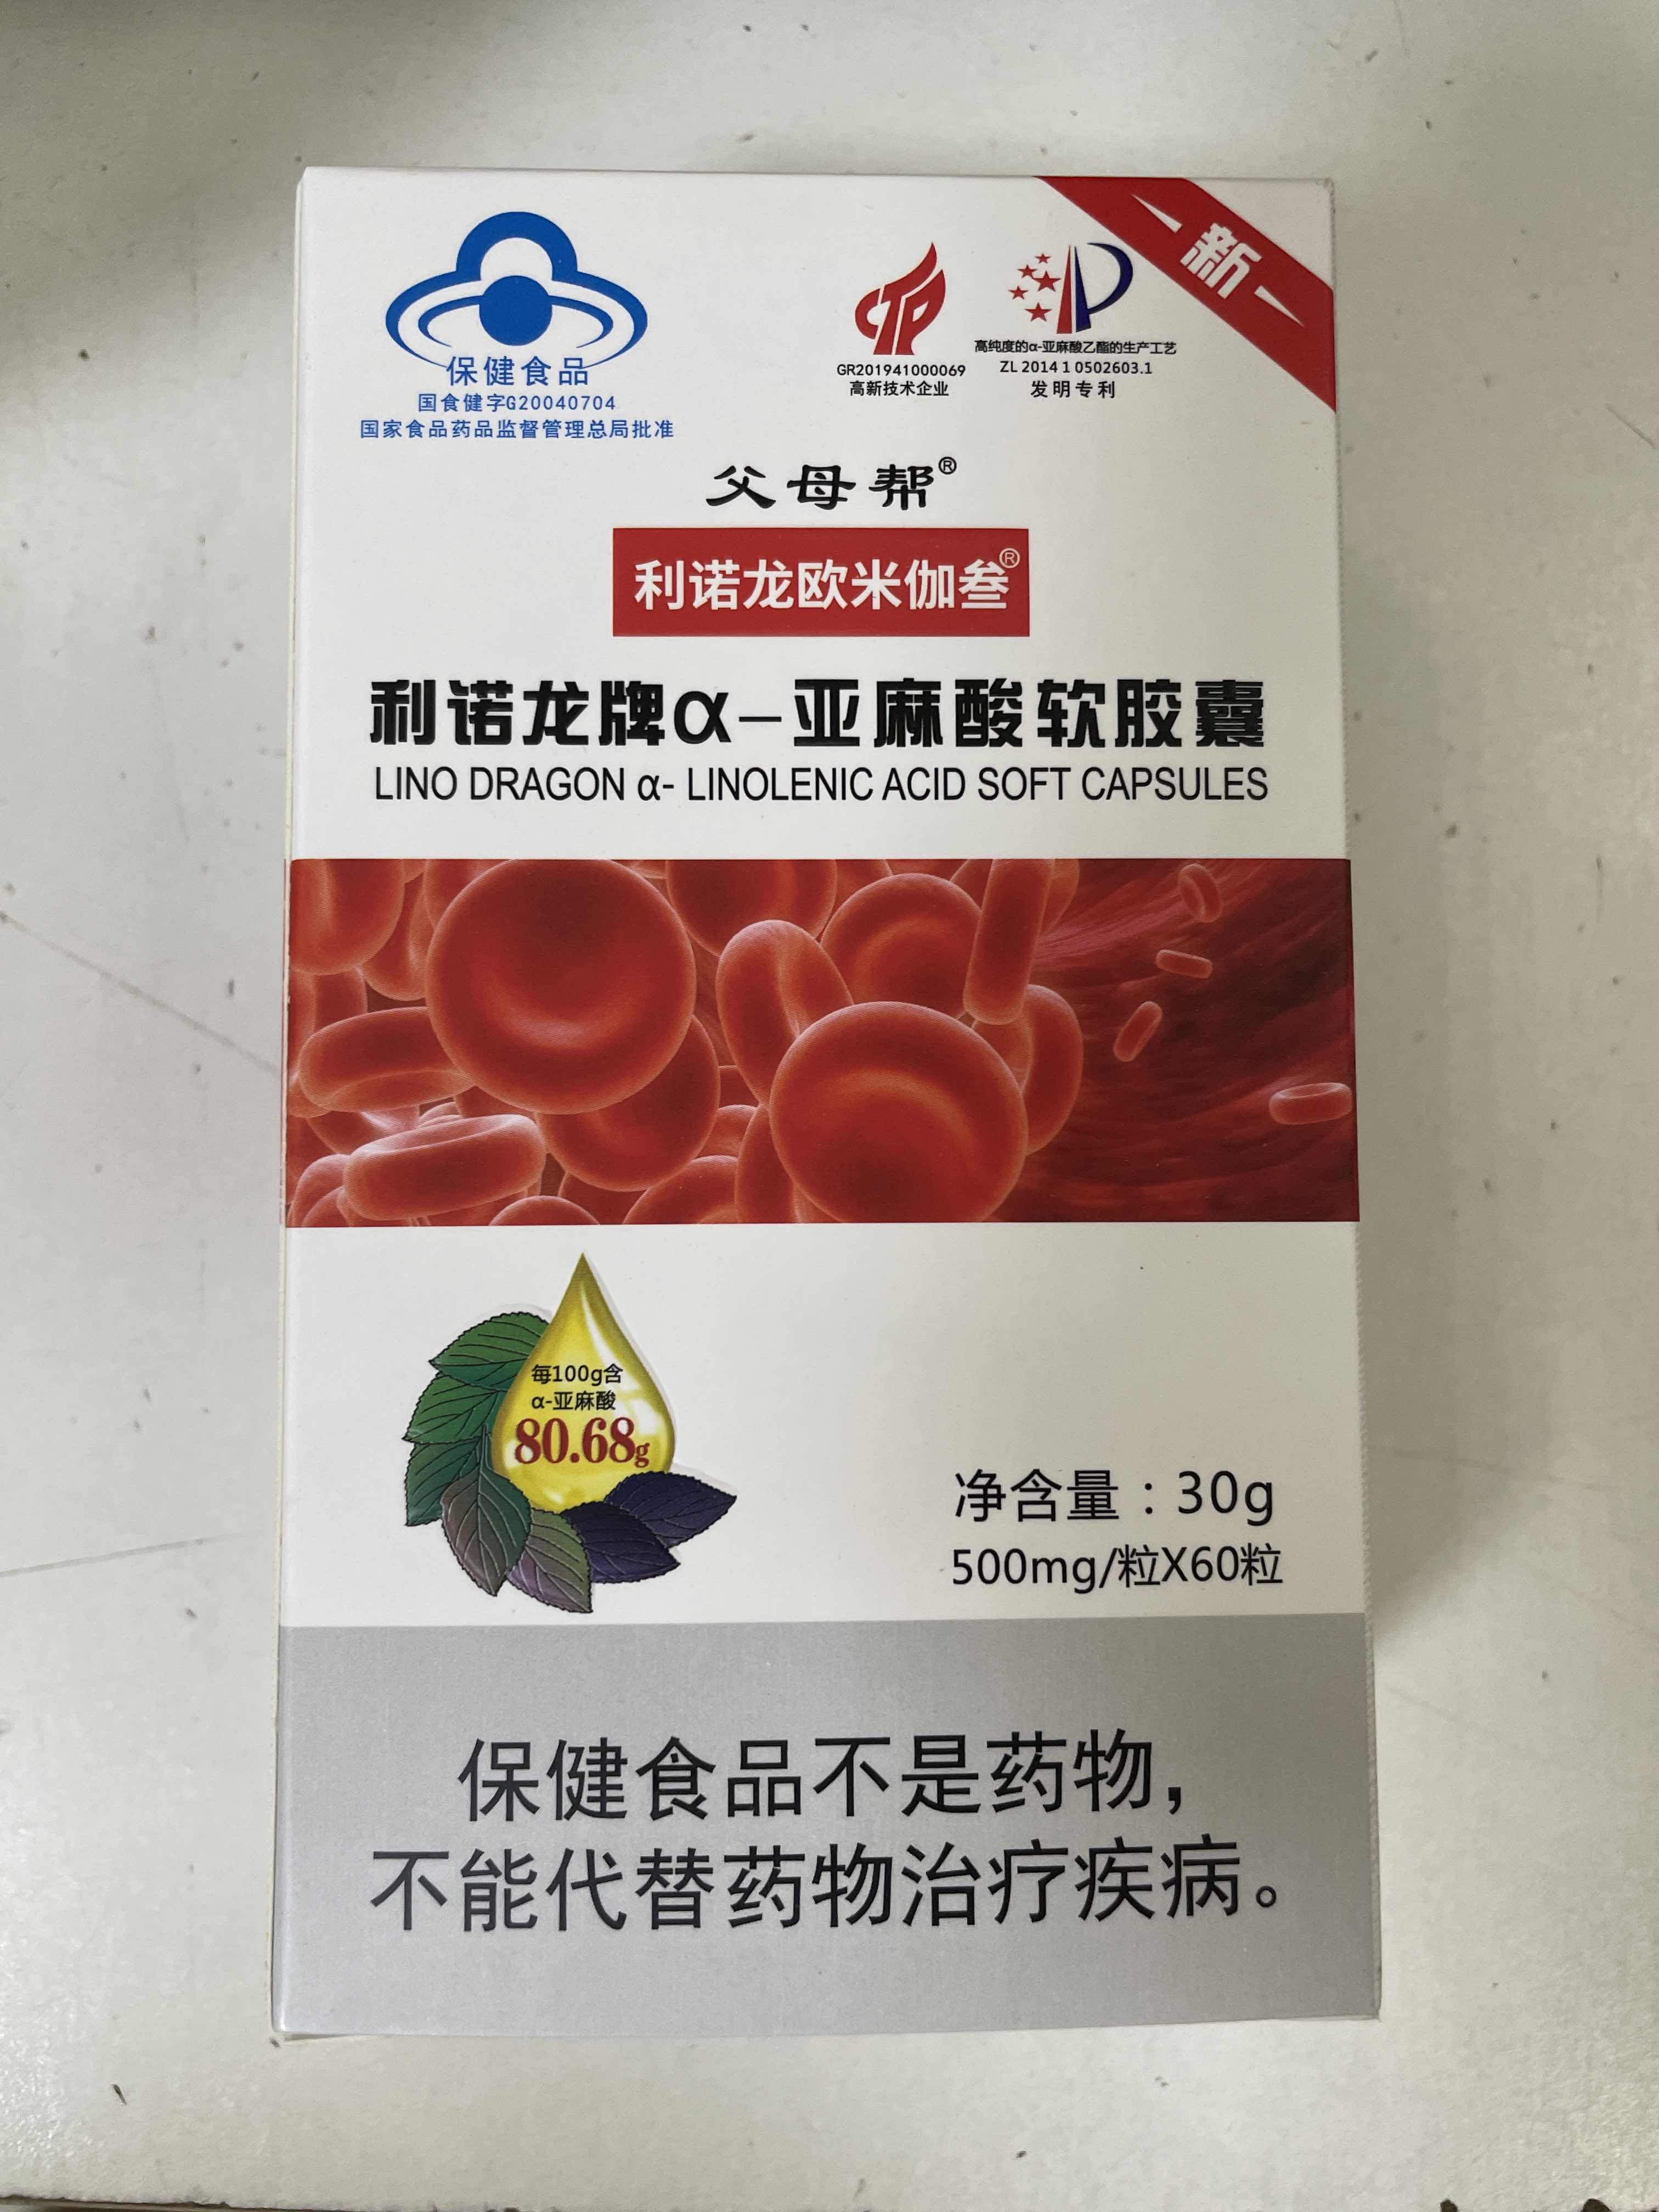 新
保健食品
国食健字G20040704
国家食品药品监督管理总局批准
GR201941000069
高新技术企业
高纯度的α-亚麻酸乙酯的生产工艺
ZL 2014 1 0502603.1
发明专利
父母帮®
利诺龙欧米伽叁®
利诺龙牌α-亚麻酸软胶囊
LINO DRAGON α- LINOLENIC ACID SOFT CAPSULES
每100g含
α-亚麻酸
80.68g
净含量：30g
500mg/粒X60粒
保健食品不是药物，
不能代替药物治疗疾病。